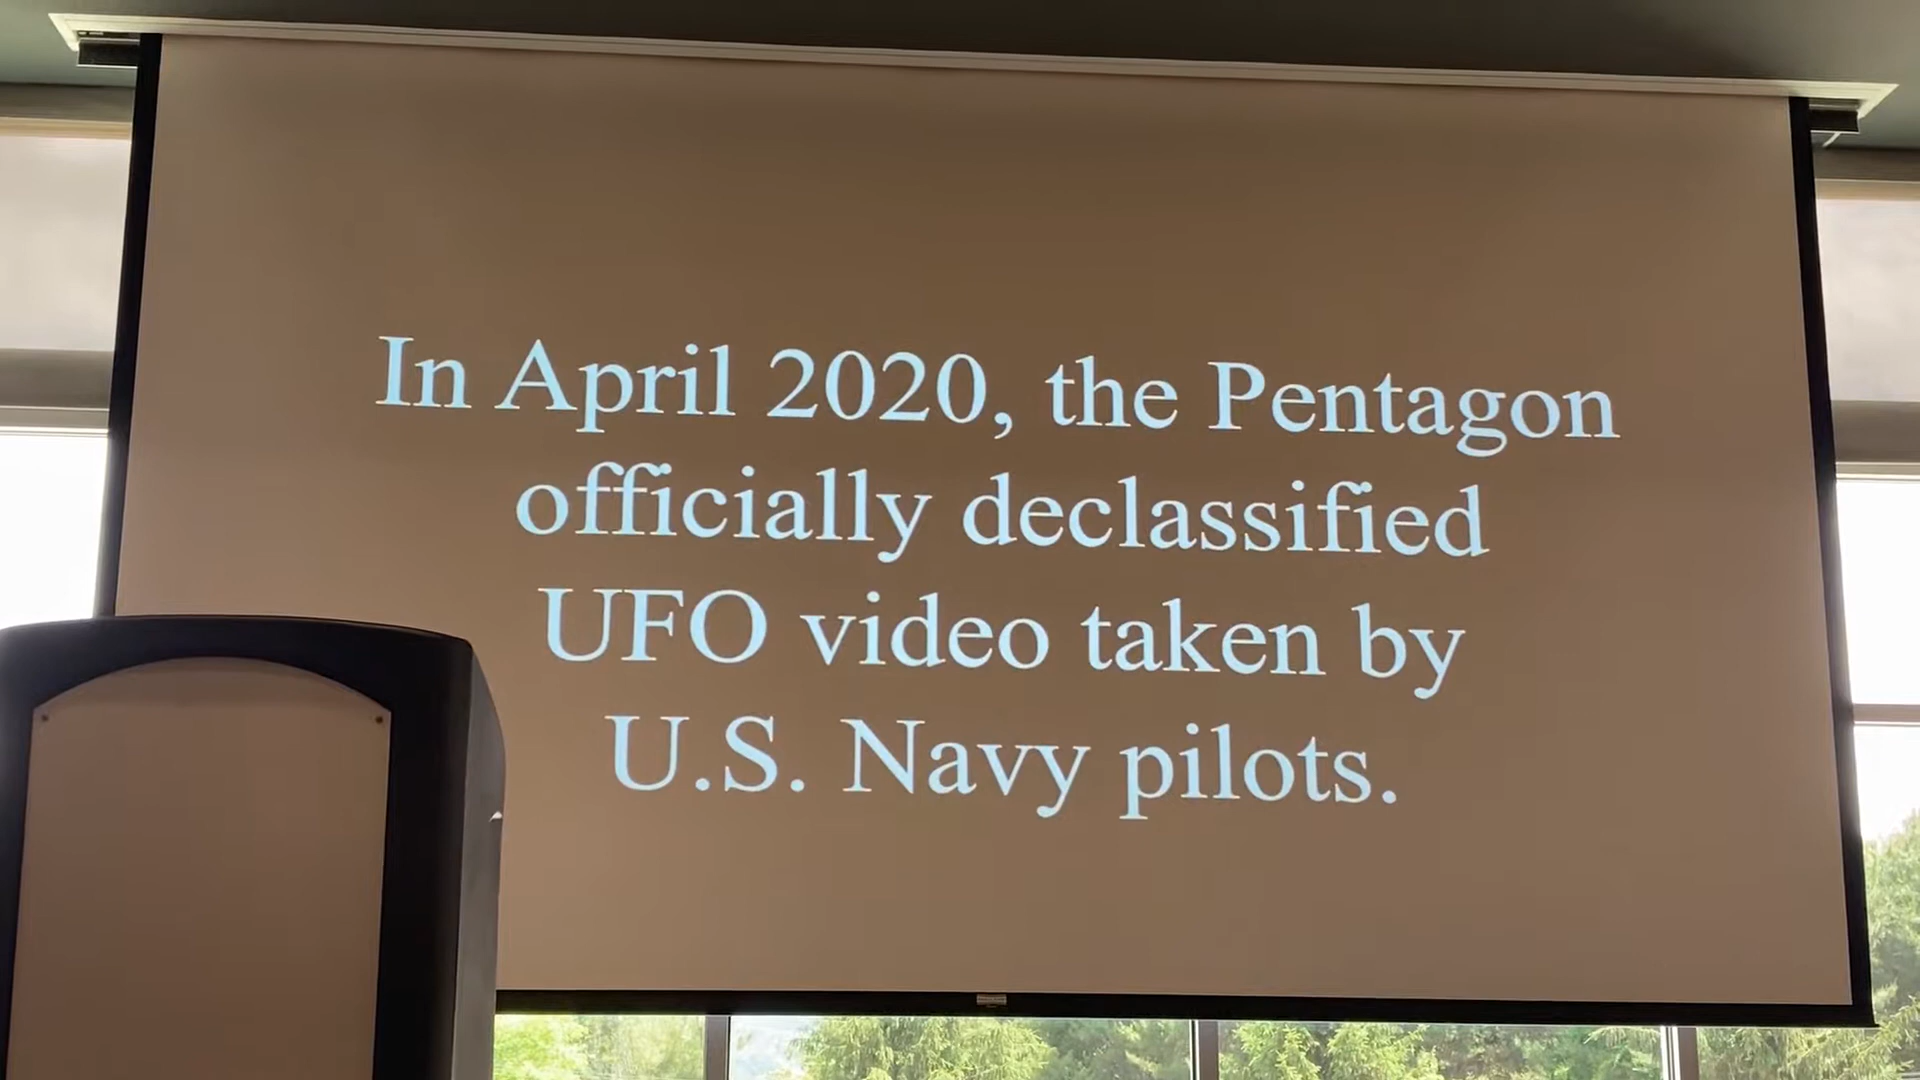 In April 2020, the Pentagon
officially declassified
UFO video taken by
U.S. Navy pilots.